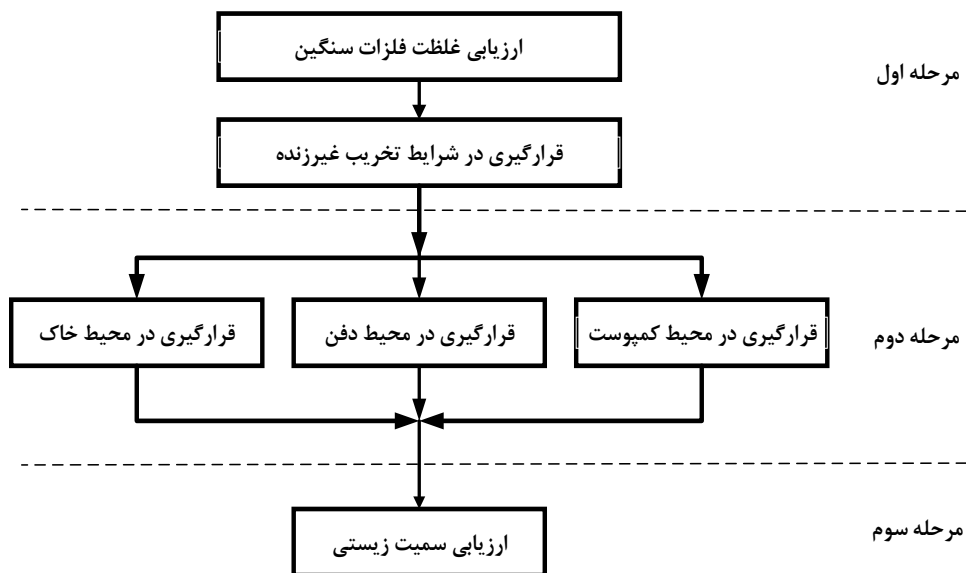 ارزیابی غلظت فلزات سنگین
مرحله اول
قرارگیری در شرایط تخریب غیرزنده
قرارگیری در محیط کمپوست
قرارگیری در محیط دفن
قرارگیری در محیط خاک
مرحله دوم
ارزیابی سمیت زیستی
مرحله سوم